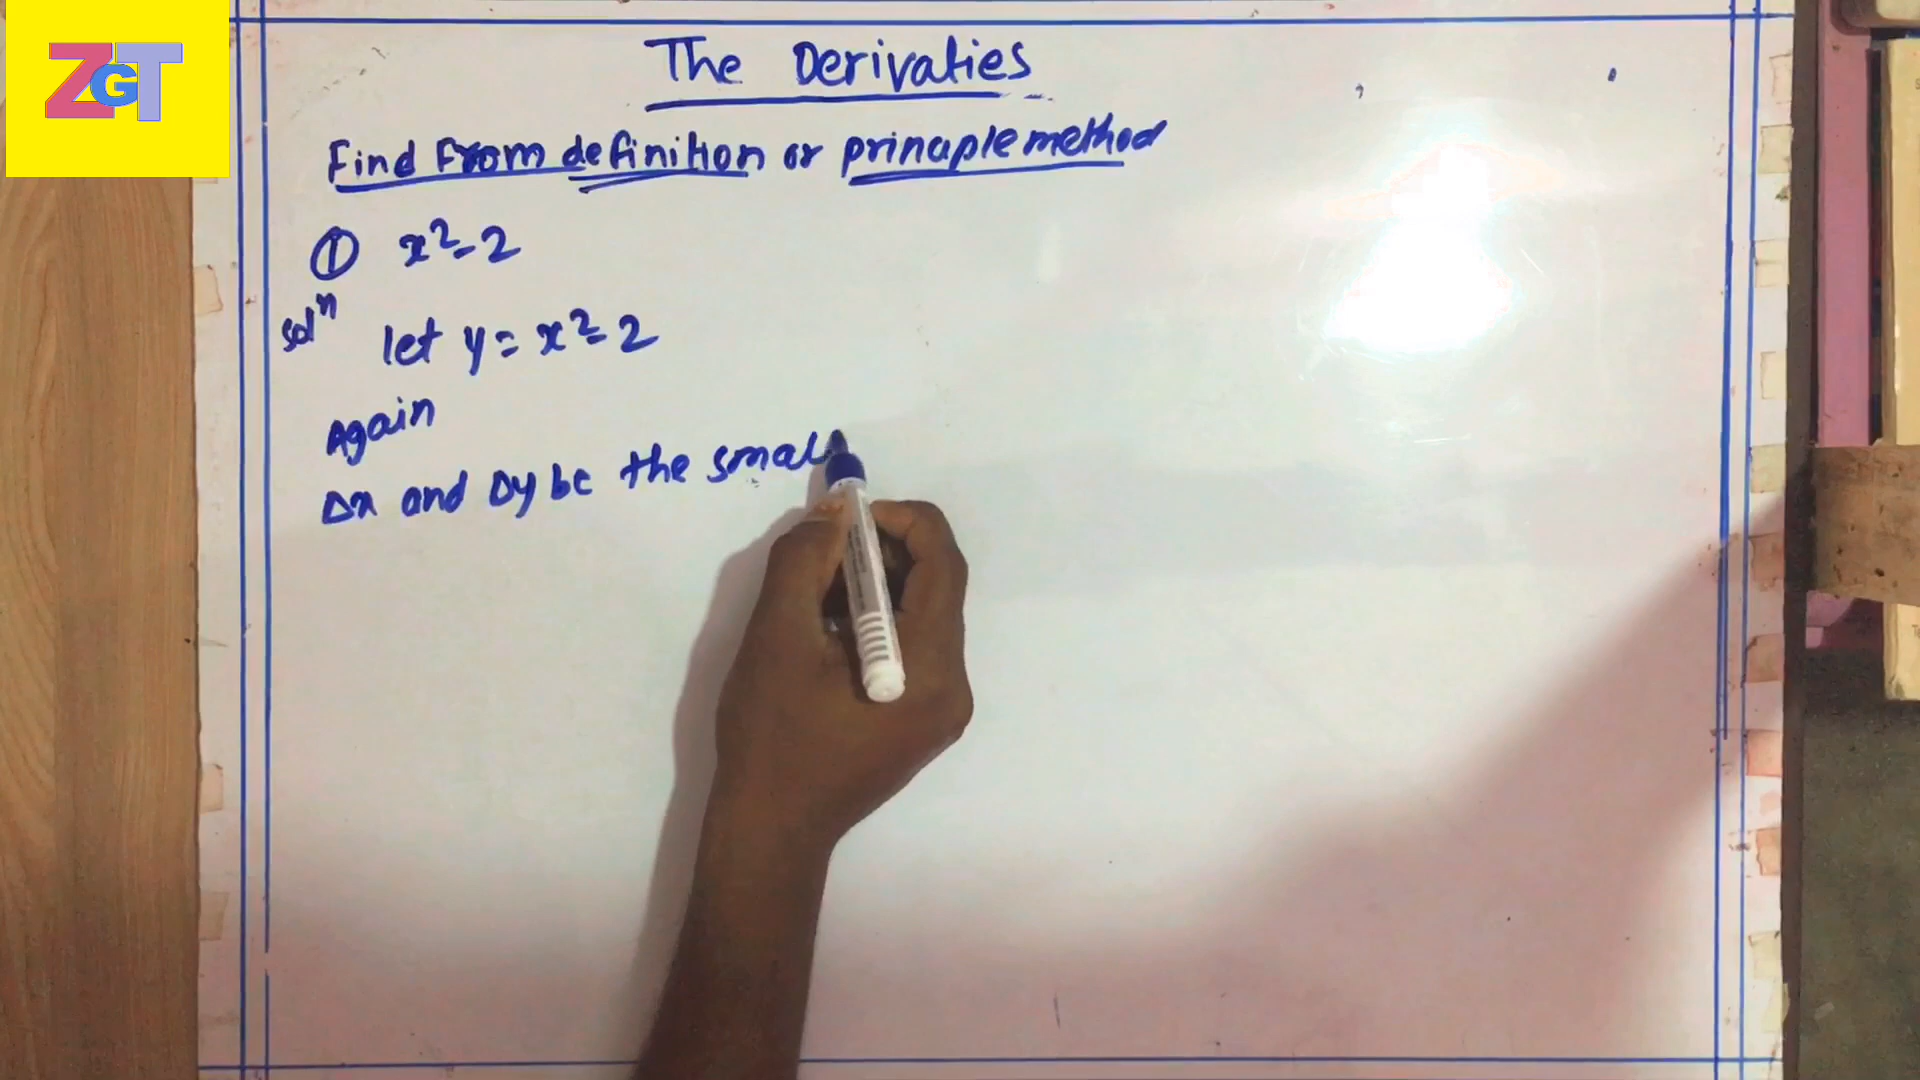 ZGT
The Derivaties
Find From definition or principle method
① x²-2
solⁿ let y = x²-2
Again
Δx and Δy be the small